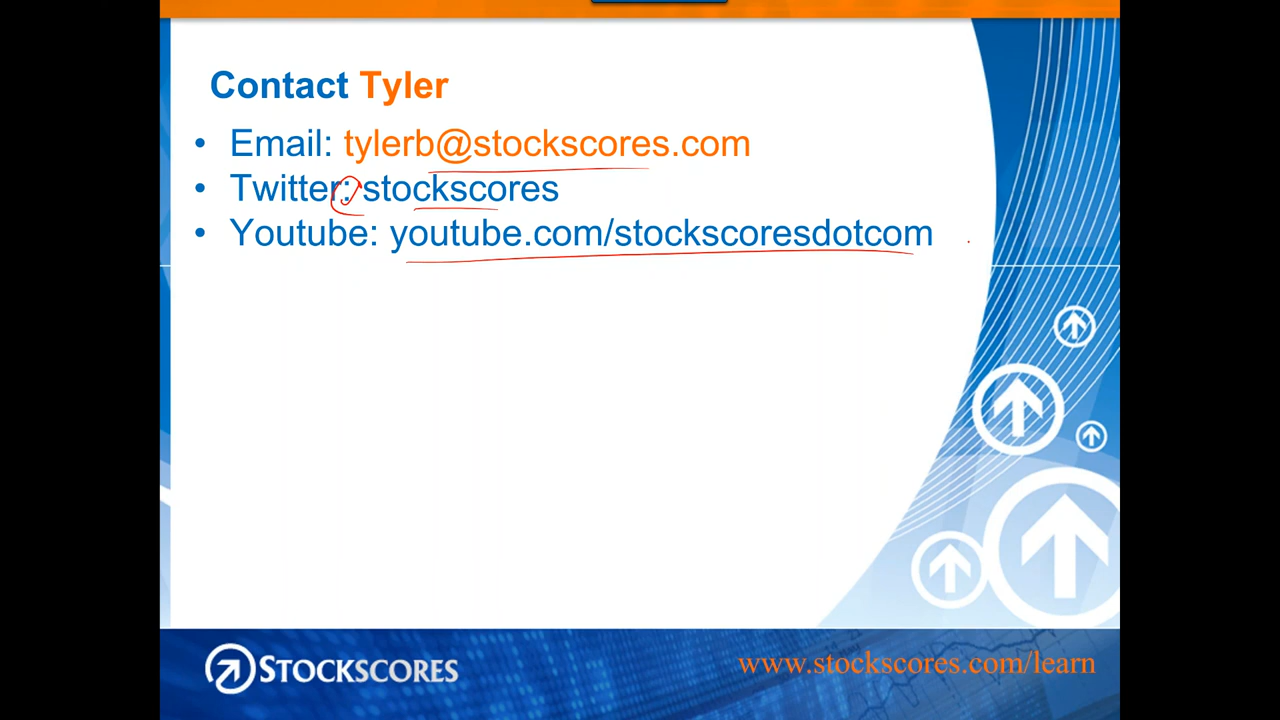 Contact Tyler
• Email: tylerb@stockscores.com
• Twitter: stockscores
• Youtube: youtube.com/stockscoresdotcom
STOCKSCORES
www.stockscores.com/learn